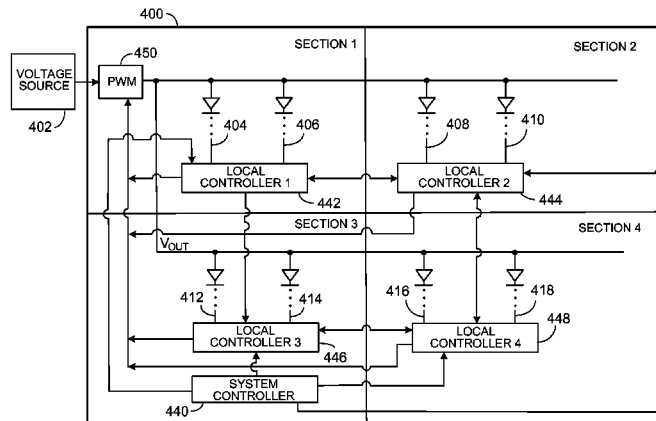 400
450
SECTION 1
SECTION 2
VOLTAGE
SOURCE
PWM
402
404
406
408
410
LOCAL
CONTROLLER 1
LOCAL
CONTROLLER 2
442
444
SECTION 3
SECTION 4
VOUT
412
414
416
418
LOCAL
CONTROLLER 3
LOCAL
CONTROLLER 4
446
448
SYSTEM
CONTROLLER
440